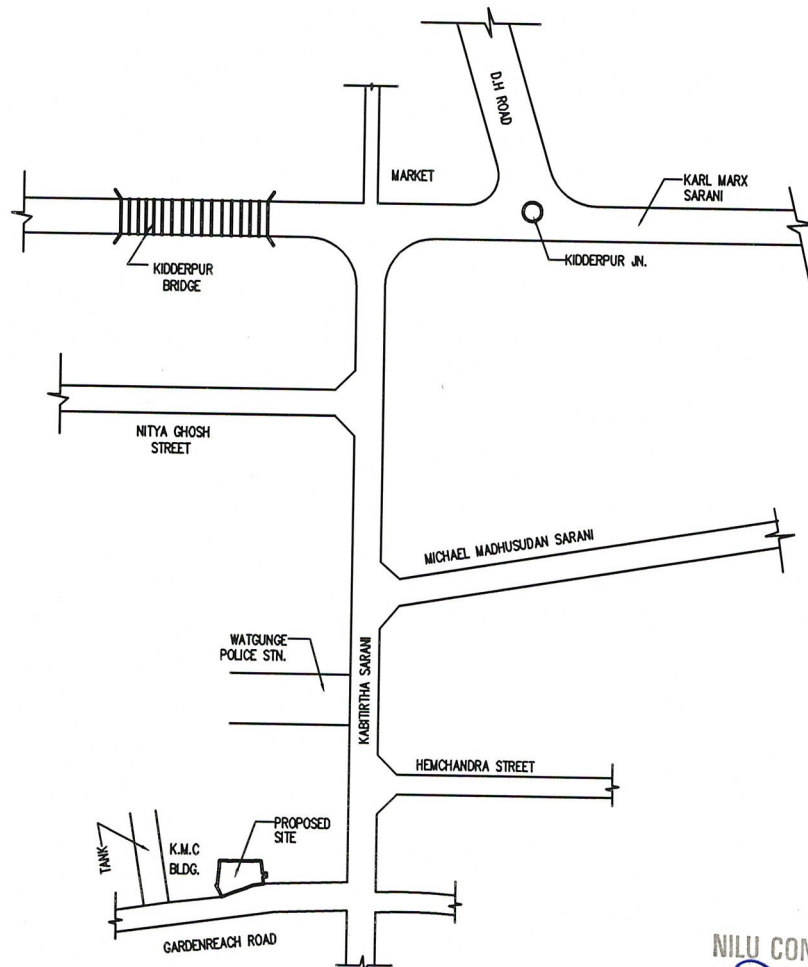 D.H ROAD
MARKET
KARL MARX
SARANI
KIDDERPUR
BRIDGE
KIDDERPUR JN.
NITYA GHOSH
STREET
MICHAEL MADHUSUDAN SARANI
WATGUNGE
POLICE STN.
KABITIRTHA SARANI
HEMCHANDRA STREET
TANK
K.M.C
BLDG.
PROPOSED
SITE
GARDENREACH ROAD
NILU CON